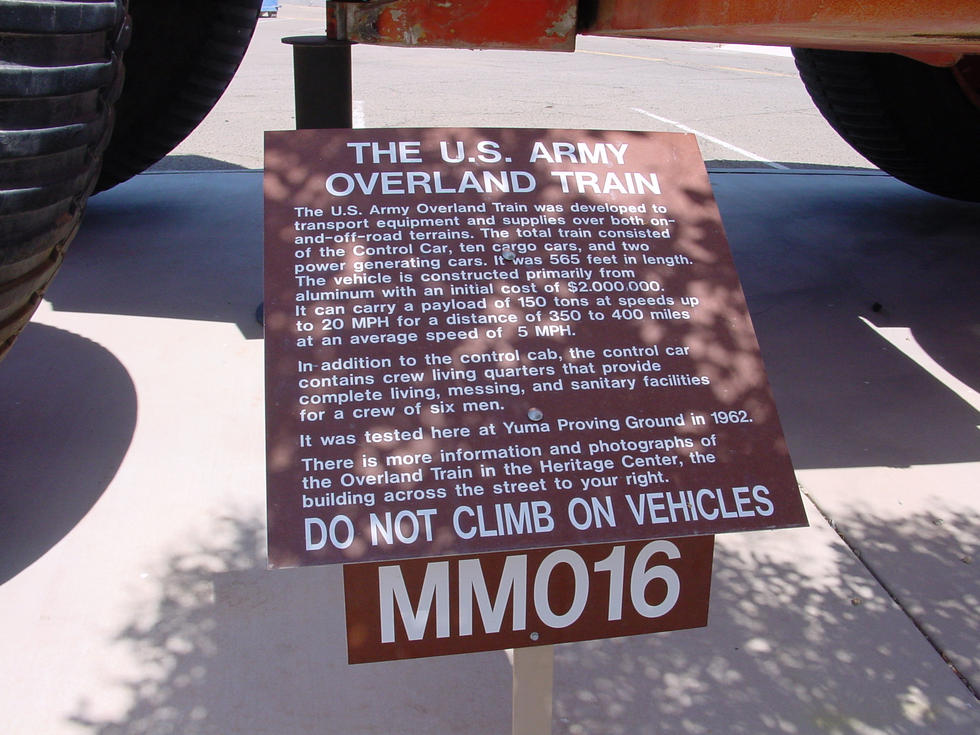 THE U.S. ARMY
OVERLAND TRAIN
The U.S. Army Overland Train was developed to
transport equipment and supplies over both on-
and-off-road terrains. The total train consisted
of the Control Car, ten cargo cars, and two
power generating cars. It was 565 feet in length.
The vehicle is constructed primarily from
aluminum with an initial cost of $2.000.000.
It can carry a payload of 150 tons at speeds up
to 20 MPH for a distance of 350 to 400 miles
at an average speed of 5 MPH.
In-addition to the control cab, the control car
contains crew living quarters that provide
complete living, messing, and sanitary facilities
for a crew of six men.
It was tested here at Yuma Proving Ground in 1962.
There is more information and photographs of
the Overland Train in the Heritage Center, the
building across the street to your right.
DO NOT CLIMB ON VEHICLES
MM016